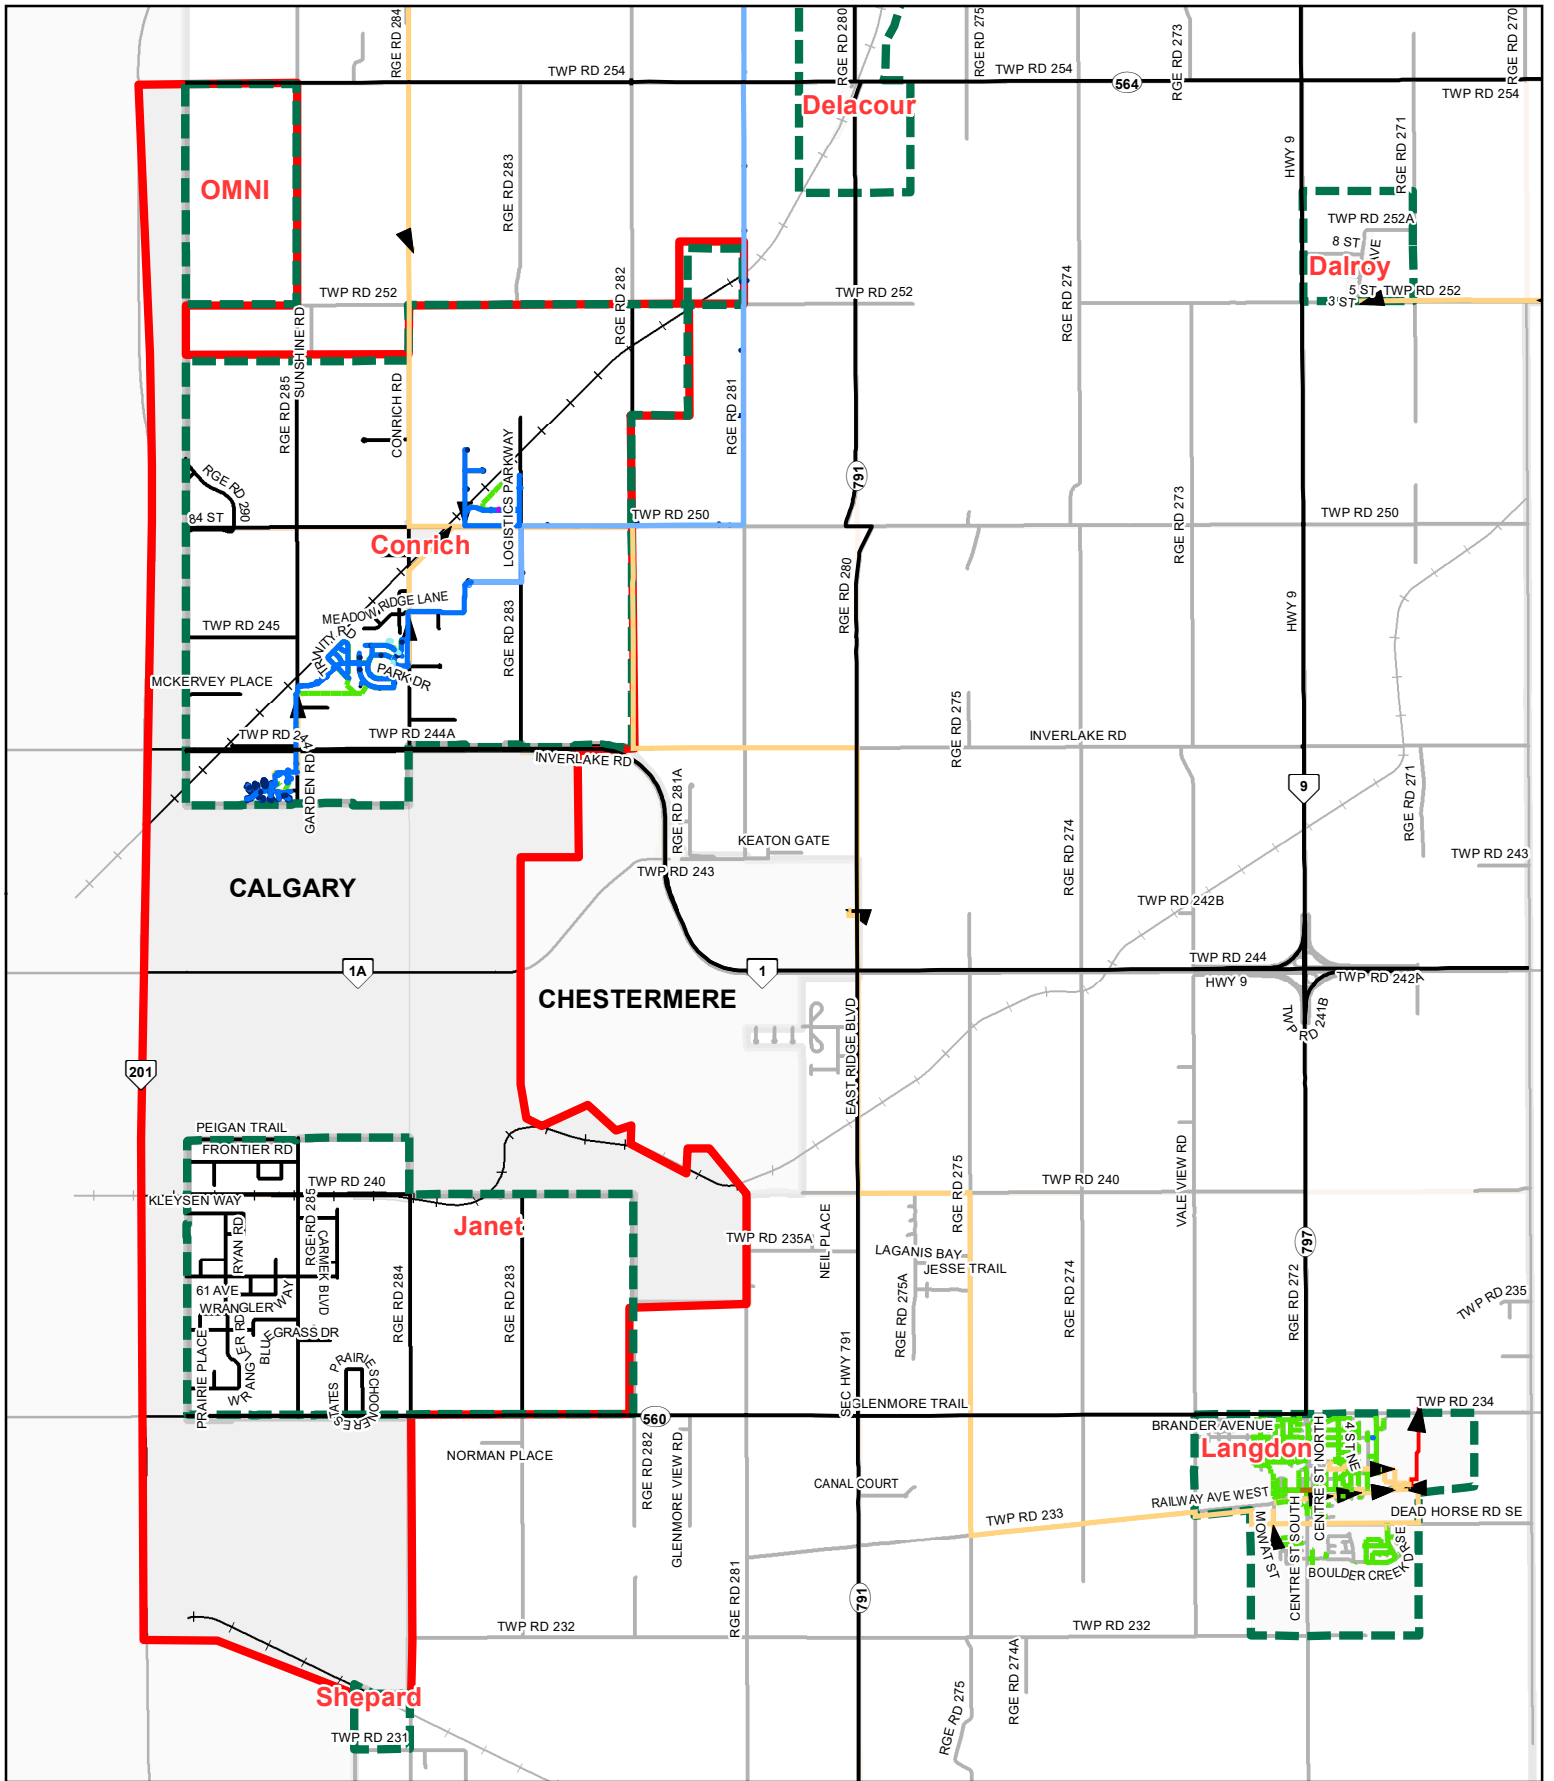 RGE RD 284
RGE RD 280
RGE RD 275
RGE RD 273
RGE RD 270
TWP RD 254
TWP RD 254
564
TWP RD 254
Delacour
OMNI
RGE RD 283
HWY 9
RGE RD 271
TWP RD 252A
8 ST
AVE
Dalroy
5 ST
3 ST
TWP RD 252
TWP RD 252
RGE RD 282
TWP RD 252
RGE RD 274
SUNSHINE RD
RGE RD 285
CONRICH RD
RGE RD 281
LOGISTICS PARKWAY
RGE RD 290
84 ST
791
TWP RD 250
TWP RD 250
RGE RD 273
Conrich
RGE RD 280
HWY 9
MEADOW RIDGE LANE
TWP RD 245
TRINITY RD
PARK DR
RGE RD 283
MCKERVEY PLACE
RGE RD 275
TWP RD 244
TWP RD 244A
INVERLAKE RD
INVERLAKE RD
GARDEN RD
RGE RD 281A
9
RGE RD 271
KEATON GATE
RGE RD 274
TWP RD 243
TWP RD 243
CALGARY
TWP RD 242B
1A
1
TWP RD 244
HWY 9
TWP RD 242A
CHESTERMERE
TWP RD 241B
EAST RIDGE BLVD
201
PEIGAN TRAIL
FRONTIER RD
VALE VIEW RD
RGE RD 275
TWP RD 240
TWP RD 240
KLEYSEN WAY
RGE RD 285
RYAN RD
CARMEK BLVD
Janet
NEIL PLACE
TWP RD 235A
LAGANIS BAY
JESSE TRAIL
797
61 AVE
WRANGLER WAY
RGE RD 284
RGE RD 283
RGE RD 275A
RGE RD 274
RGE RD 272
TWP RD 235
BLUEGRASS DR
WRANGLER RD
PRAIRIE PLACE
PRAIRIE SCHOONER ESTATES
SEC HWY 791
GLENMORE TRAIL
560
TWP RD 234
BRANDER AVENUE
Langdon
CENTRE ST NORTH
4 ST NE
NORMAN PLACE
RGE RD 282
GLENMORE VIEW RD
CANAL COURT
RAILWAY AVE WEST
TWP RD 233
DEAD HORSE RD SE
MOWAT ST
CENTRE ST SOUTH
BOULDER CREEK DR SE
RGE RD 281
791
TWP RD 232
TWP RD 232
RGE RD 274A
RGE RD 275
Shepard
TWP RD 231